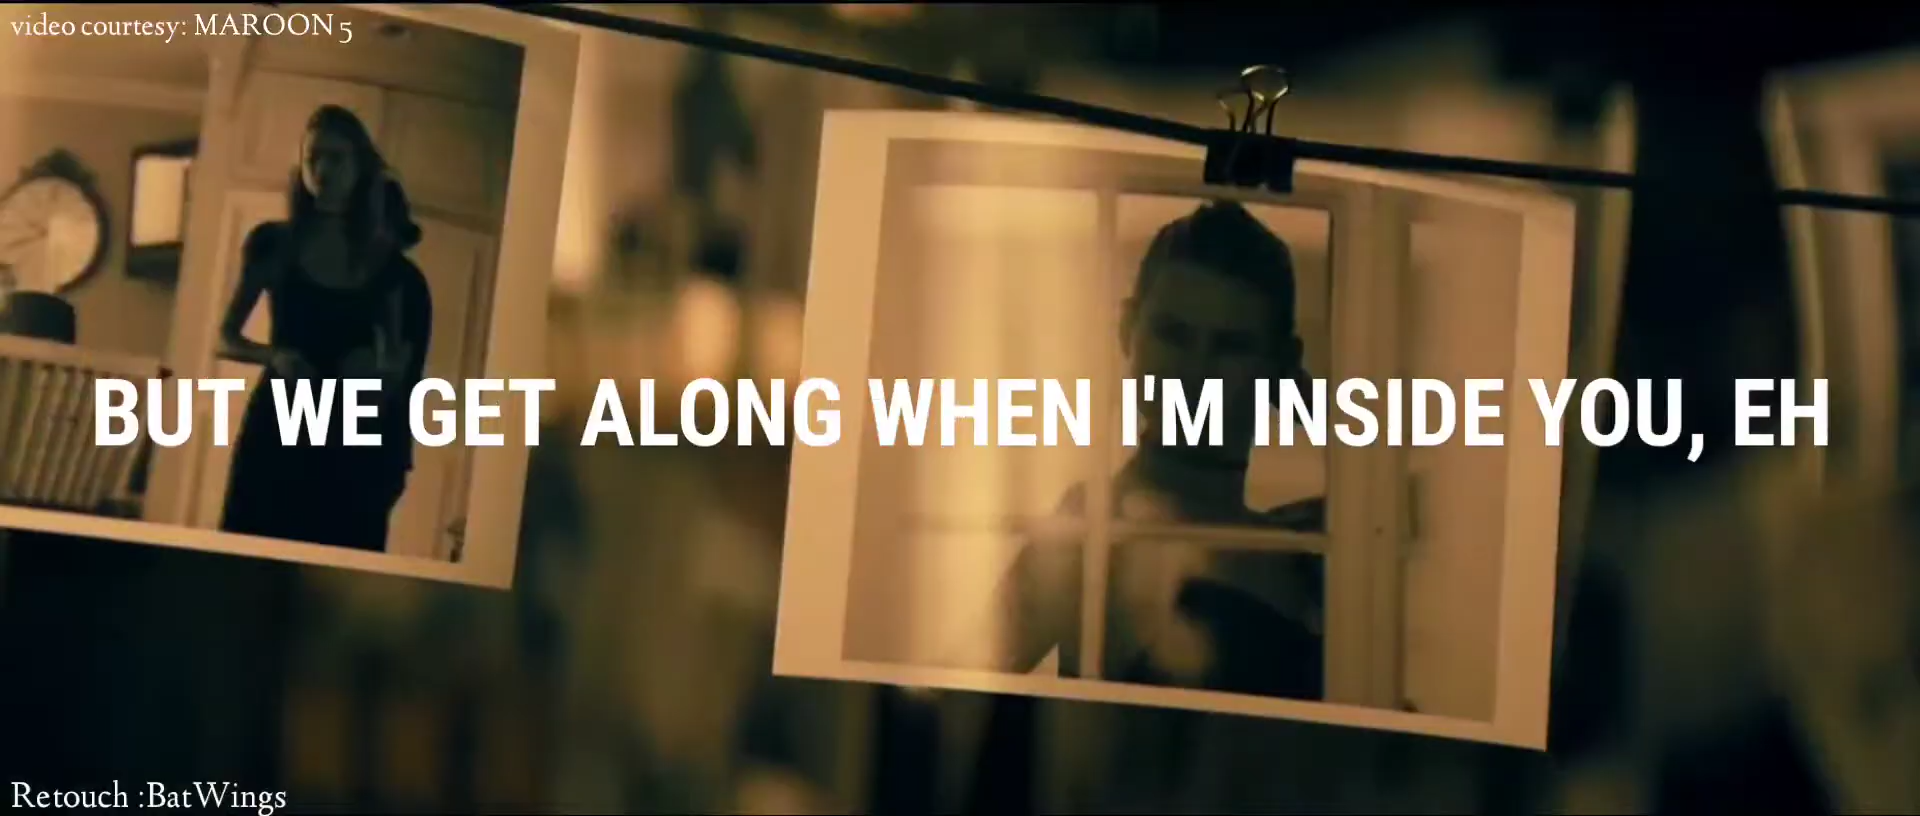 video courtesy: MAROON 5
BUT WE GET ALONG WHEN I'M INSIDE YOU, EH
Retouch :BatWings